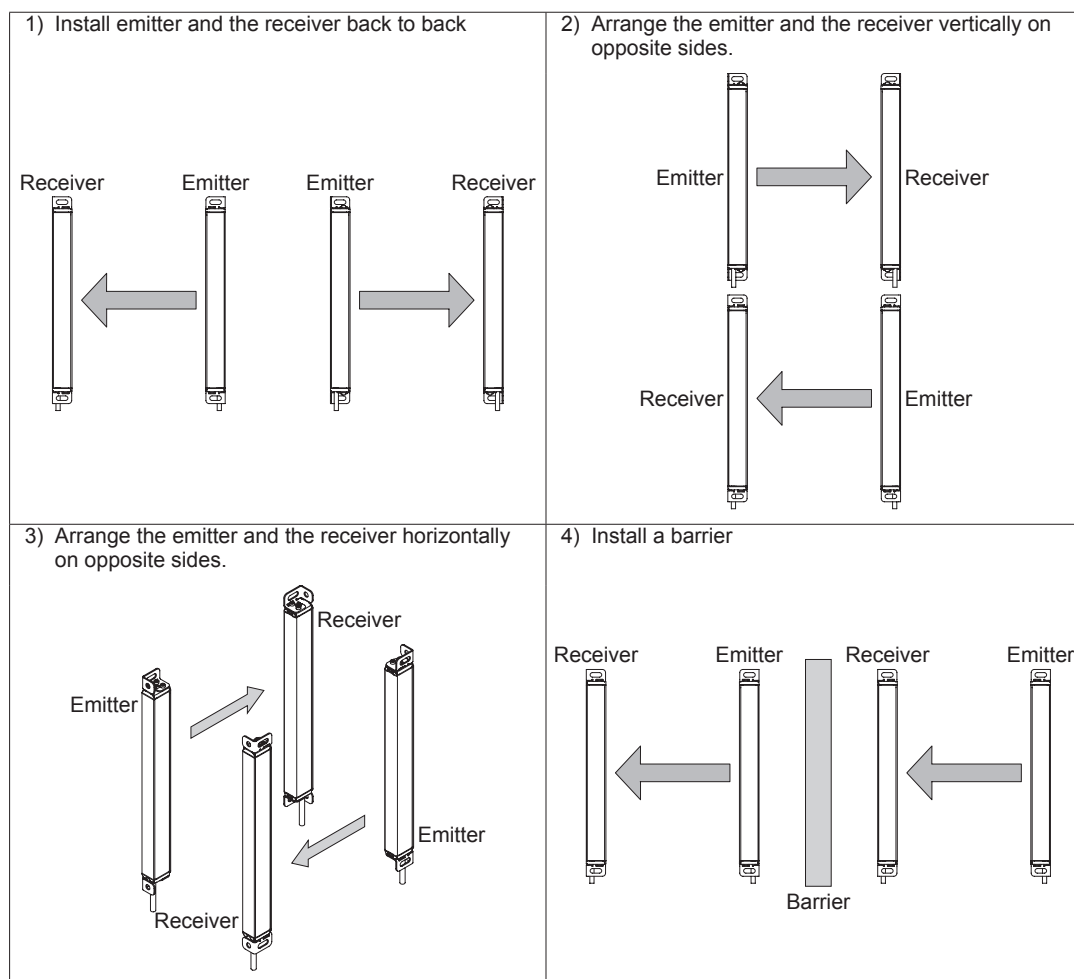 1) Install emitter and the receiver back to back
Receiver Emitter Emitter Receiver
2) Arrange the emitter and the receiver vertically on
opposite sides.
Emitter Receiver
Receiver Emitter
3) Arrange the emitter and the receiver horizontally
on opposite sides.
Receiver
Emitter
Emitter
Receiver
4) Install a barrier
Receiver Emitter Receiver Emitter
Barrier